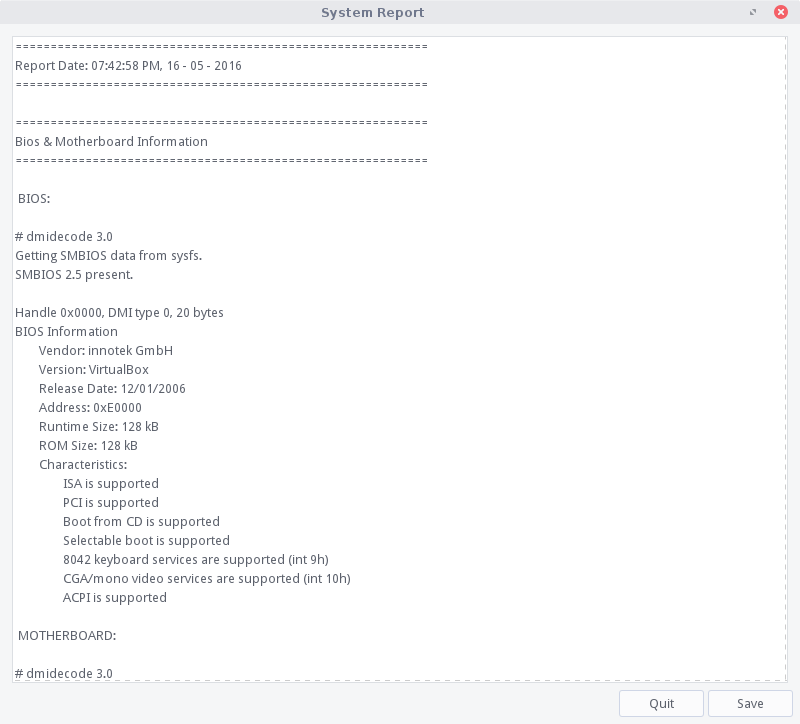 System Report
===========================================================
Report Date: 07:42:58 PM, 16 - 05 - 2016
===========================================================
===========================================================
Bios & Motherboard Information
===========================================================
BIOS:
# dmidecode 3.0
Getting SMBIOS data from sysfs.
SMBIOS 2.5 present.
Handle 0x0000, DMI type 0, 20 bytes
BIOS Information
Vendor: innotek GmbH
Version: VirtualBox
Release Date: 12/01/2006
Address: 0xE0000
Runtime Size: 128 kB
ROM Size: 128 kB
Characteristics:
ISA is supported
PCI is supported
Boot from CD is supported
Selectable boot is supported
8042 keyboard services are supported (int 9h)
CGA/mono video services are supported (int 10h)
ACPI is supported
MOTHERBOARD:
# dmidecode 3.0
Quit
Save